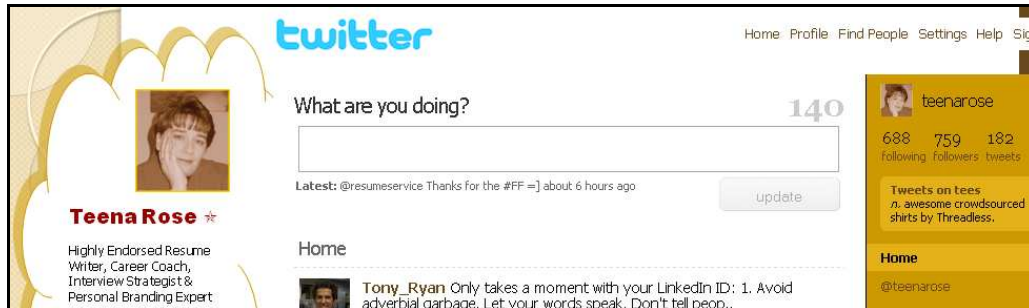 twitter
Home Profile Find People Settings Help
What are you doing?
140
Latest: @resumeservice Thanks for the #FF =] about 6 hours ago
update
Home
Tony_Ryan Only takes a moment with your LinkedIn ID: 1. Avoid
adverbial garbage. Let your words speak. Don't tell peop..
Teena Rose
Highly Endorsed Resume
Writer, Career Coach,
Interview Strategist &
Personal Branding Expert
teenarose
688 759 182
following followers tweets
Tweets on tees
n. awesome crowdsourced
shirts by Threadless.
Home
@teenarose